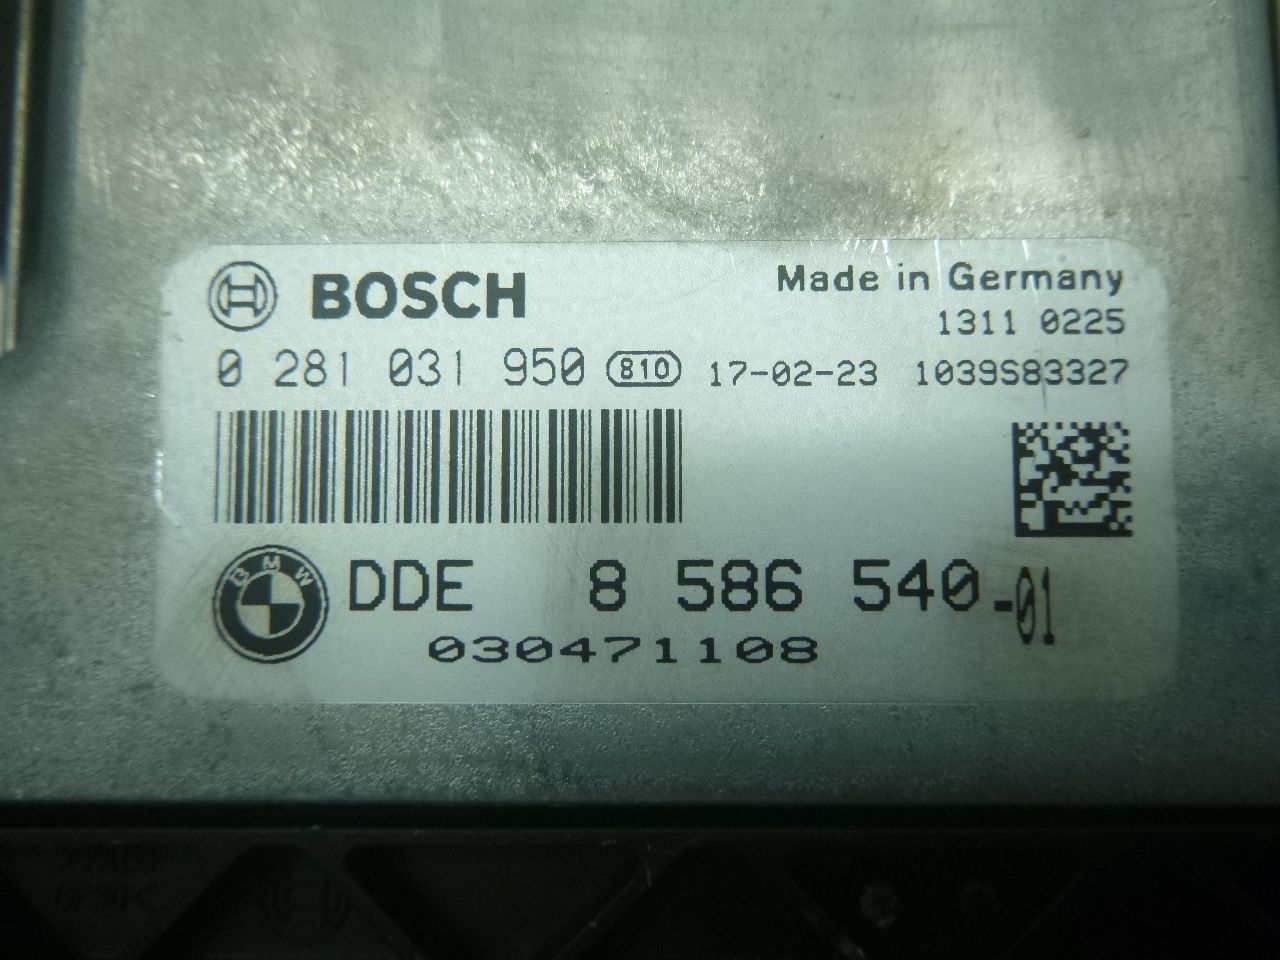 BOSCH
Made in Germany
1311 0225
0 281 031 950 810 17-02-23 1039S83327
BMW
DDE 8 586 540-01
030471108